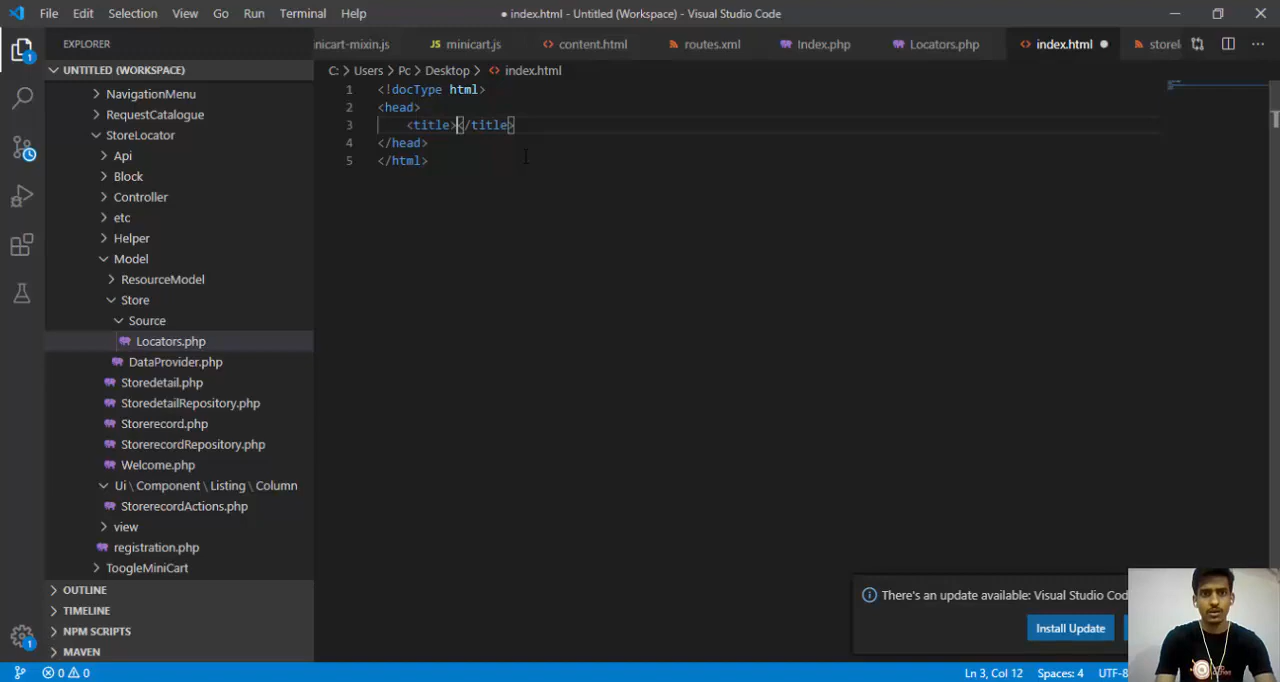 File Edit Selection View Go Run Terminal Help
● index.html - Untitled (Workspace) - Visual Studio Code
EXPLORER
minicart.js content.html routes.xml Index.php Locators.php index.html ●
UNTITLED (WORKSPACE)
C: > Users > Pc > Desktop > <> index.html
NavigationMenu
RequestCatalogue
StoreLocator
Api
Block
Controller
etc
Helper
Model
ResourceModel
Store
Source
Locators.php
DataProvider.php
Storedetail.php
StoredetailRepository.php
Storerecord.php
StorerecordRepository.php
Welcome.php
Ui \ Component \ Listing \ Column
StorerecordActions.php
view
registration.php
ToogleMiniCart
OUTLINE
TIMELINE
NPM SCRIPTS
MAVEN
1 <!docType html>
2 <head>
3 <title></title>
4 </head>
5 </html>
There's an update available: Visual Studio Cod
Install Update
0 0
Ln 3, Col 12 Spaces: 4 UTF-8